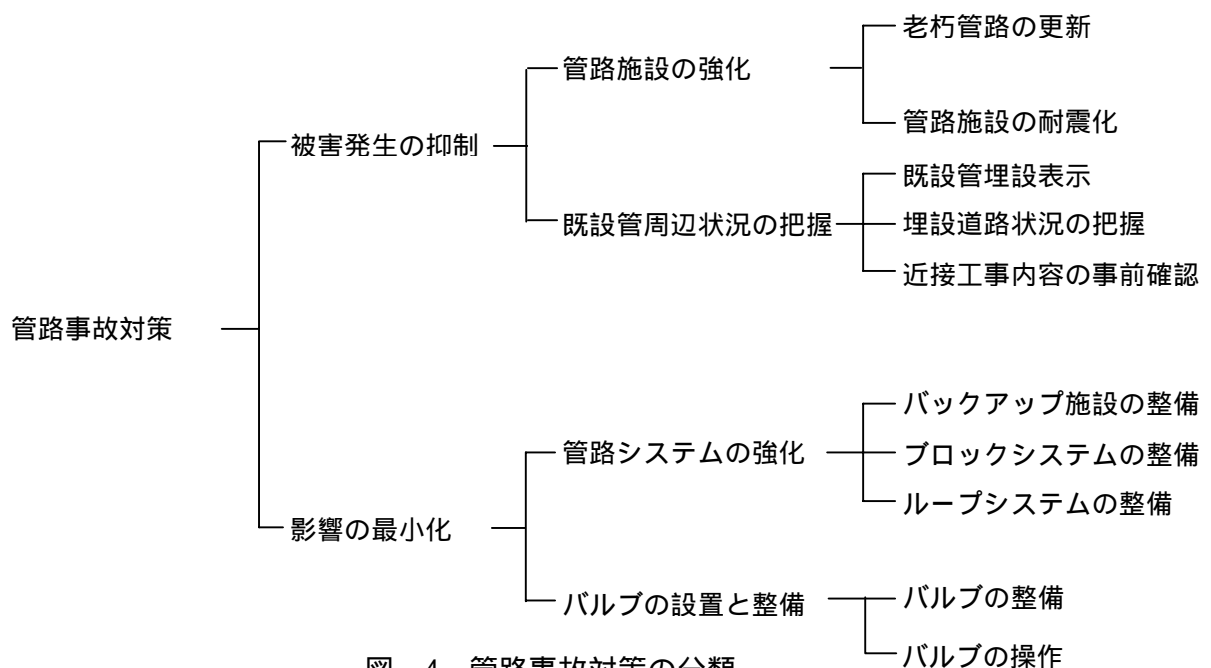 管路事故対策
被害発生の抑制
管路施設の強化
老朽管路の更新
管路施設の耐震化
既設管周辺状況の把握
既設管埋設表示
埋設道路状況の把握
近接工事内容の事前確認
影響の最小化
管路システムの強化
バックアップ施設の整備
ブロックシステムの整備
ループシステムの整備
バルブの設置と整備
バルブの整備
バルブの操作
図 4 管路事故対策の分類